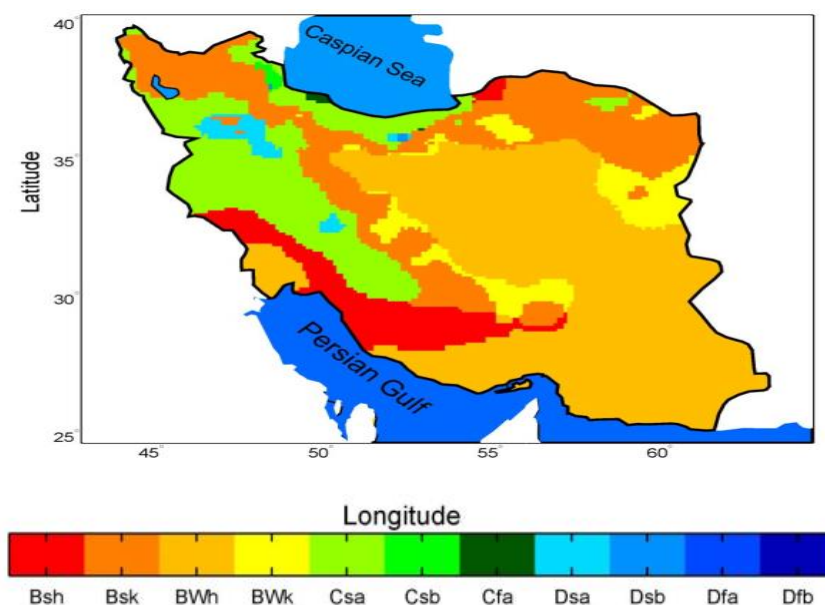 40°
Caspian Sea
35°
Latitude
30°
Persian Gulf
25°
45° 50° 55° 60°
Longitude
Bsh Bsk BWh BWk Csa Csb Cfa Dsa Dsb Dfa Dfb